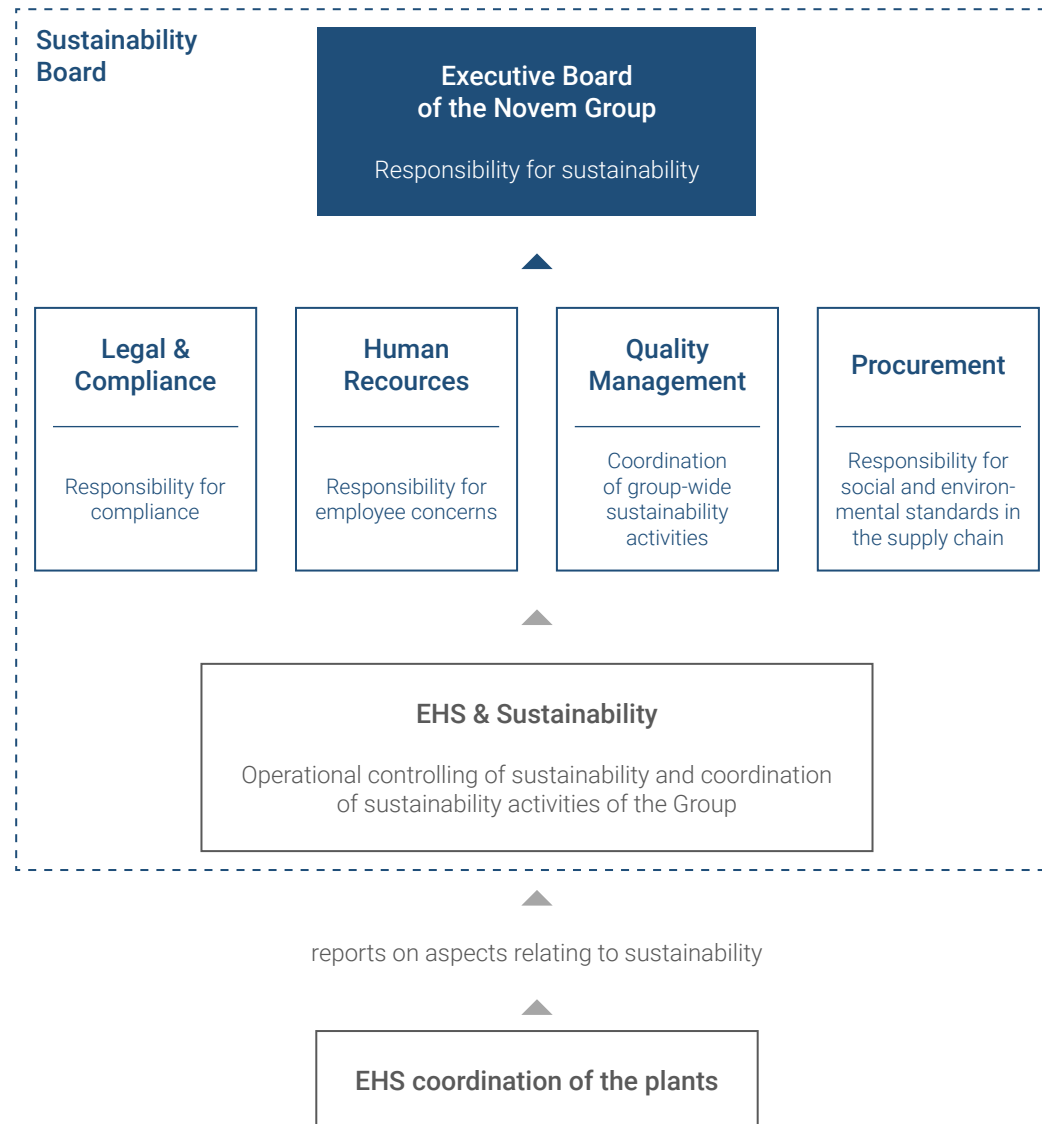 Sustainability
Board
Executive Board
of the Novem Group
Responsibility for sustainability
Legal &
Compliance
Responsibility for
compliance
Human
Recources
Responsibility for
employee concerns
Quality
Management
Coordination
of group-wide
sustainability
activities
Procurement
Responsibility for
social and environ-
mental standards in
the supply chain
EHS & Sustainability
Operational controlling of sustainability and coordination
of sustainability activities of the Group
reports on aspects relating to sustainability
EHS coordination of the plants